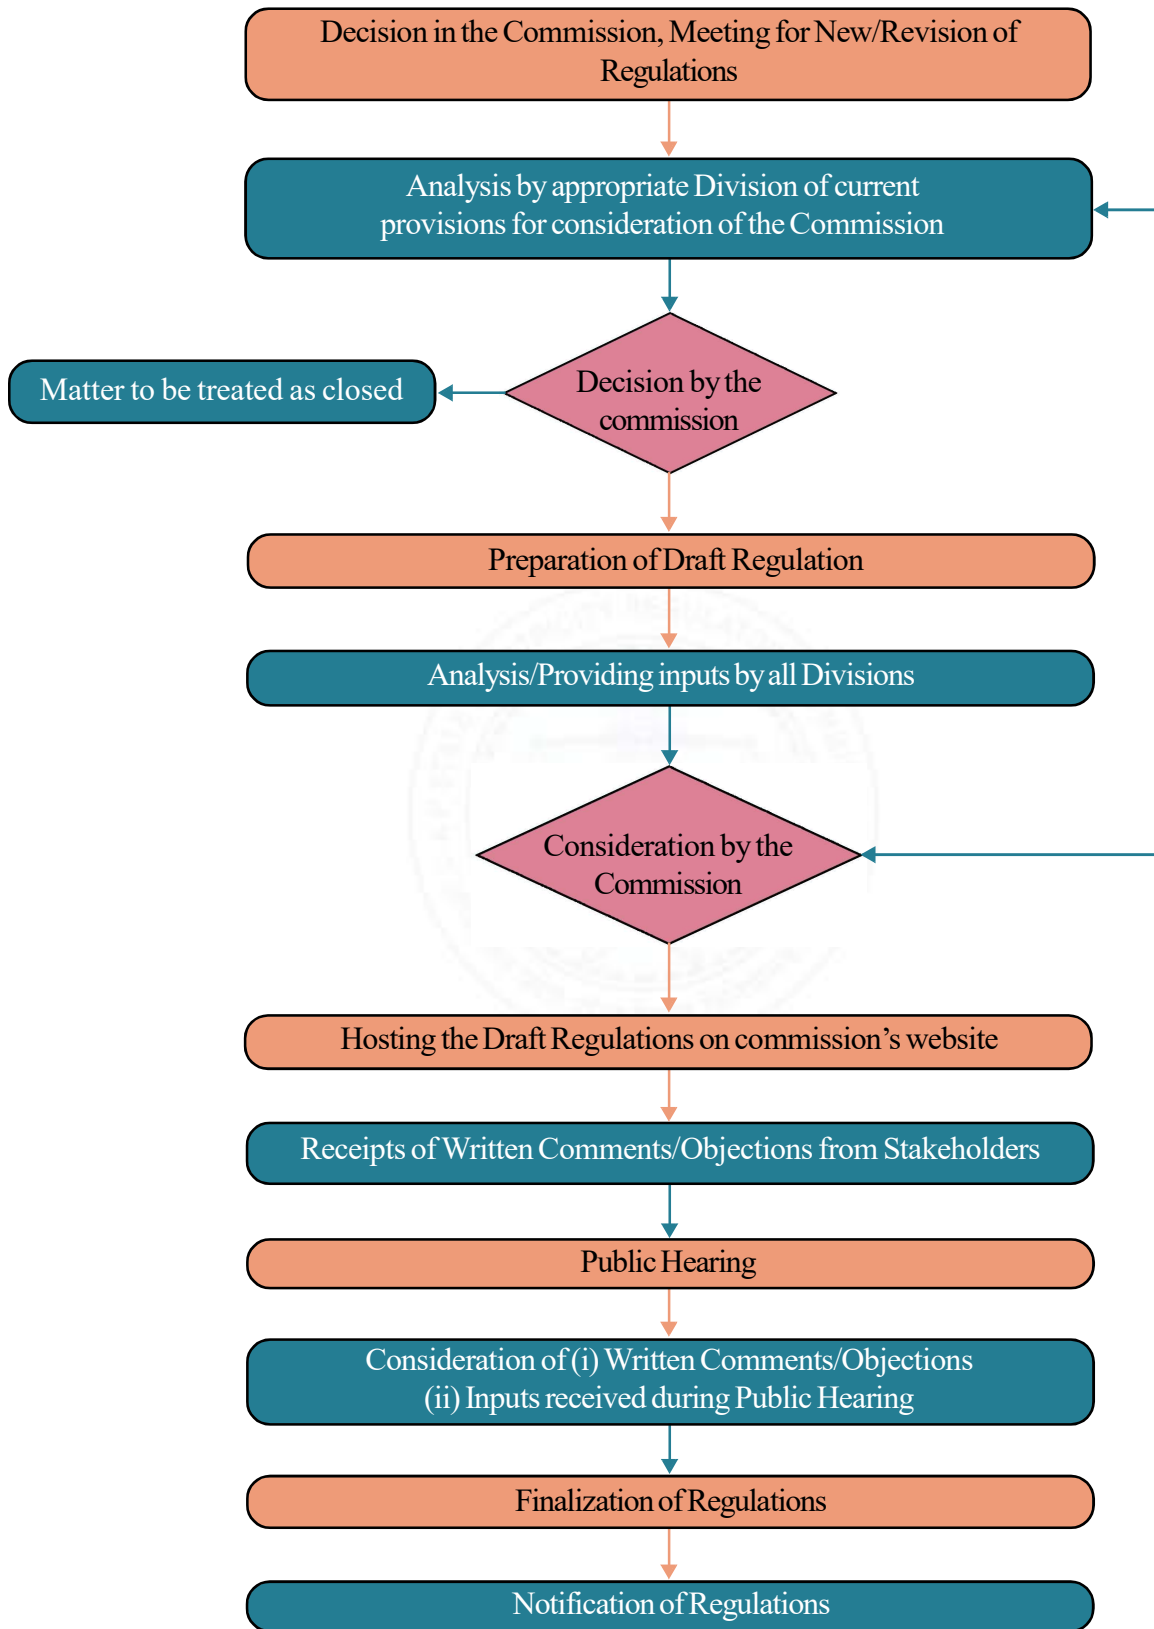 Decision in the Commission, Meeting for New/Revision of
Regulations
Analysis by appropriate Division of current
provisions for consideration of the Commission
Decision by the
commission
Matter to be treated as closed
Preparation of Draft Regulation
Analysis/Providing inputs by all Divisions
Consideration by the
Commission
Hosting the Draft Regulations on commission’s website
Receipts of Written Comments/Objections from Stakeholders
Public Hearing
Consideration of (i) Written Comments/Objections
(ii) Inputs received during Public Hearing
Finalization of Regulations
Notification of Regulations